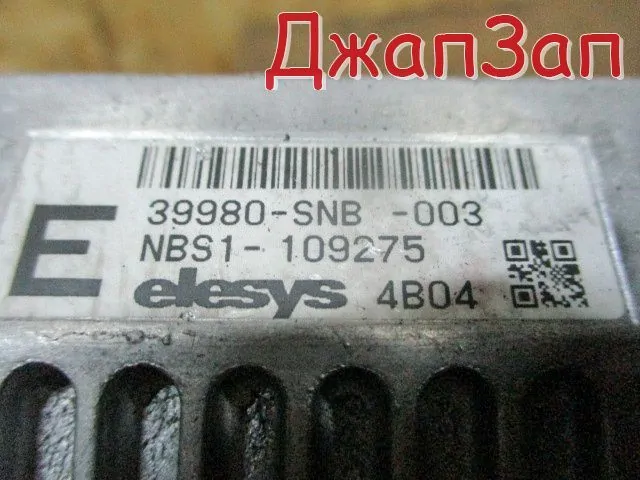 ДжапЗап
E
39980-SNB -003
NBS1- 109275
elesys 4B04